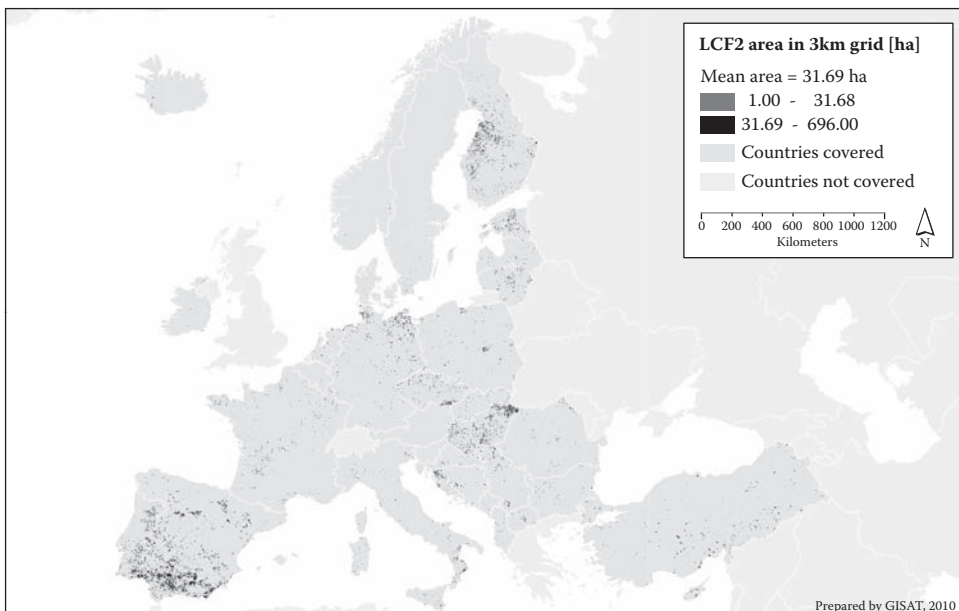 LCF2 area in 3km grid [ha]
Mean area = 31.69 ha
1.00 - 31.68
31.69 - 696.00
Countries covered
Countries not covered
0 200 400 600 800 1000 1200
Kilometers
N
Prepared by GISAT, 2010